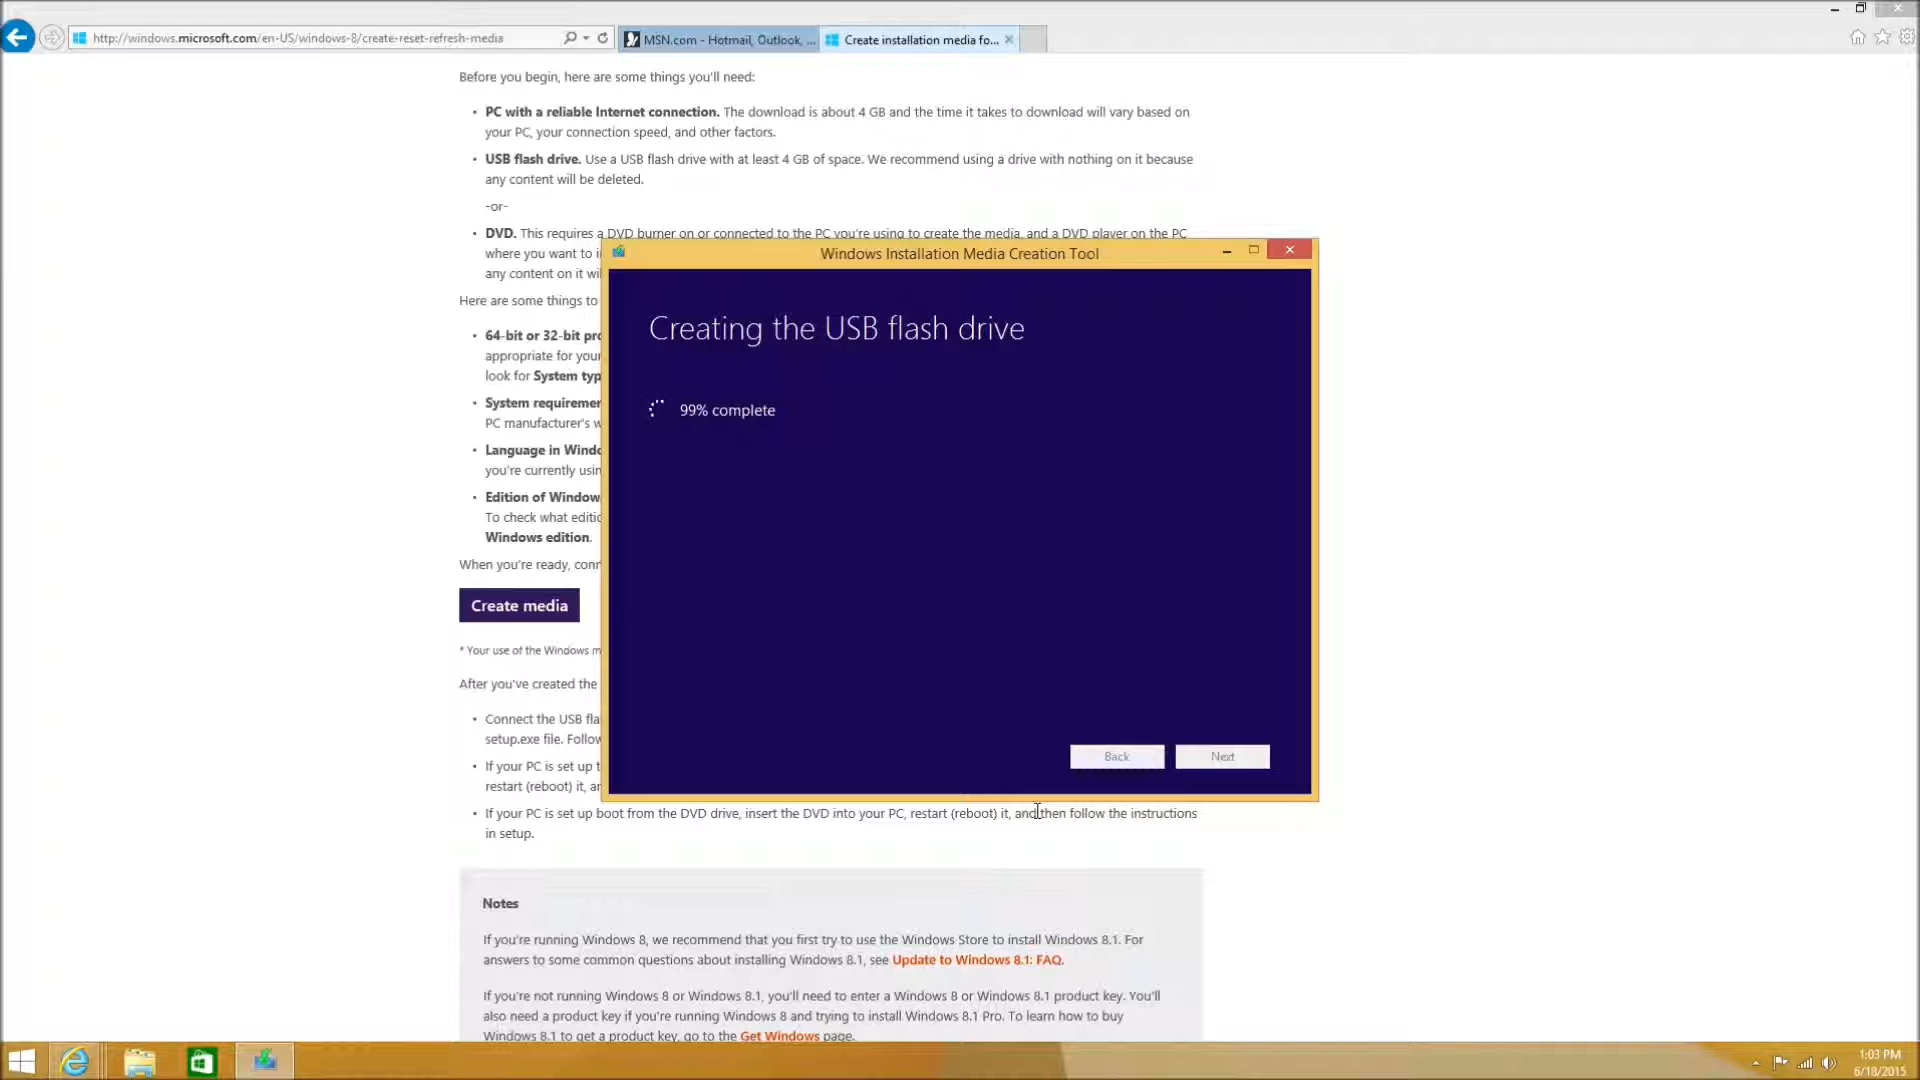 http://windows.microsoft.com/en-US/windows-8/create-reset-refresh-media
MSN.com - Hotmail, Outlook, ...
Create installation media fo...
Before you begin, here are some things you'll need:
• PC with a reliable Internet connection. The download is about 4 GB and the time it takes to download will vary based on
your PC, your connection speed, and other factors.
• USB flash drive. Use a USB flash drive with at least 4 GB of space. We recommend using a drive with nothing on it because
any content will be deleted.
-or-
• DVD. This requires a DVD burner on or connected to the PC you're using to create the media, and a DVD player on the PC
where you want to i
any content on it wi
Here are some things to
• 64-bit or 32-bit pro
appropriate for your
look for System typ
• System requiremen
PC manufacturer's w
• Language in Windo
you're currently usin
• Edition of Window
To check what editio
Windows edition.
When you're ready, conn
Create media
* Your use of the Windows m
After you've created the
• Connect the USB fla
setup.exe file. Follow
• If your PC is set up t
restart (reboot) it, an
• If your PC is set up boot from the DVD drive, insert the DVD into your PC, restart (reboot) it, and then follow the instructions
in setup.
Windows Installation Media Creation Tool
Creating the USB flash drive
99% complete
Back
Next
Notes
If you're running Windows 8, we recommend that you first try to use the Windows Store to install Windows 8.1. For
answers to some common questions about installing Windows 8.1, see Update to Windows 8.1: FAQ.
If you're not running Windows 8 or Windows 8.1, you'll need to enter a Windows 8 or Windows 8.1 product key. You'll
also need a product key if you're running Windows 8 and trying to install Windows 8.1 Pro. To learn how to buy
Windows 8.1 to get a product key, go to the Get Windows page.
1:03 PM
6/18/2015